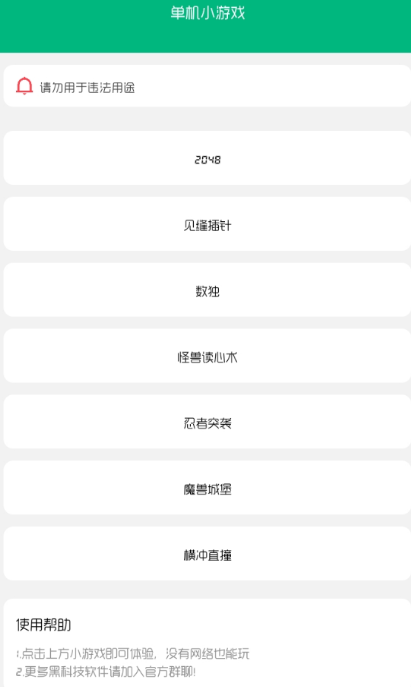 单机小游戏
请勿用于违法用途
2048
见缝插针
数独
怪兽读心术
忍者突袭
魔兽城堡
横冲直撞
使用帮助
1.点击上方小游戏即可体验，没有网络也能玩
2.更多黑科技软件请加入官方群聊!